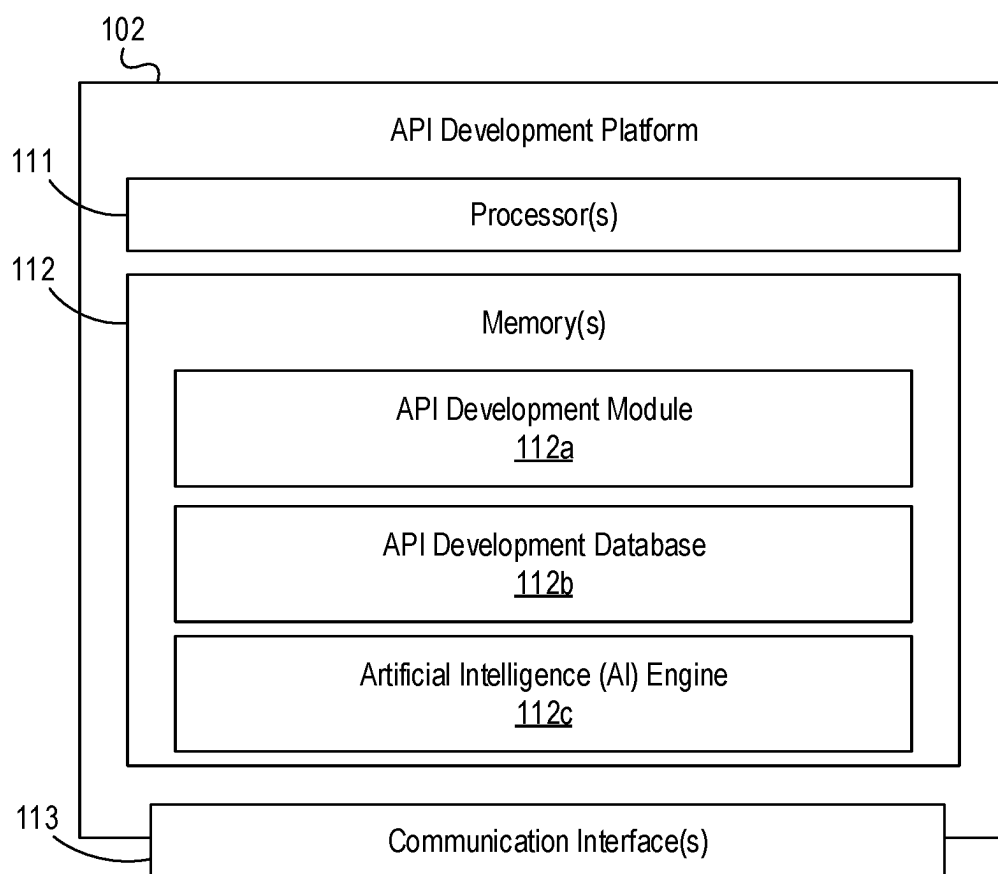 102
API Development Platform
111
Processor(s)
112
Memory(s)
API Development Module
112a
API Development Database
112b
Artificial Intelligence (AI) Engine
112c
113
Communication Interface(s)